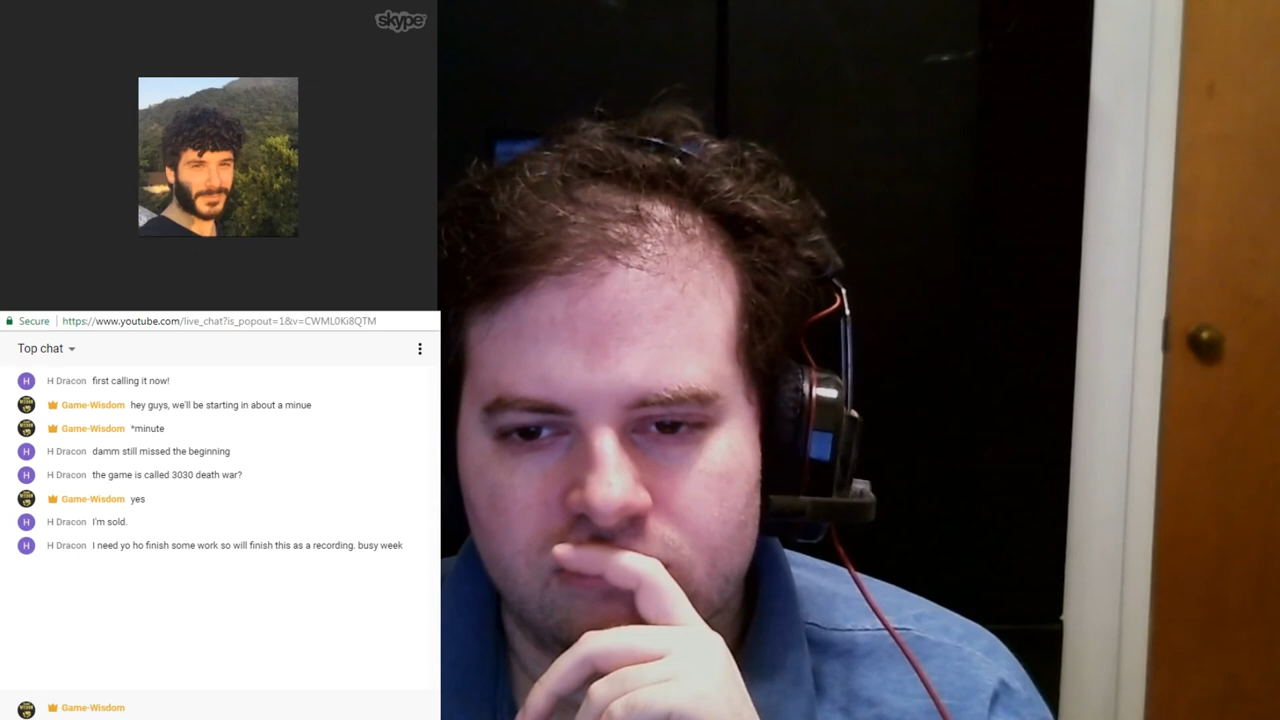 skype
Secure https://www.youtube.com/live_chat?is_popout=1&v=CWML0Ki8QTM
Top chat
H H Dracon first calling it now!
Game-Wisdom hey guys, we'll be starting in about a minue
Game-Wisdom *minute
H H Dracon damm still missed the beginning
H H Dracon the game is called 3030 death war?
Game-Wisdom yes
H H Dracon I'm sold.
H H Dracon I need yo ho finish some work so will finish this as a recording. busy week
Game-Wisdom